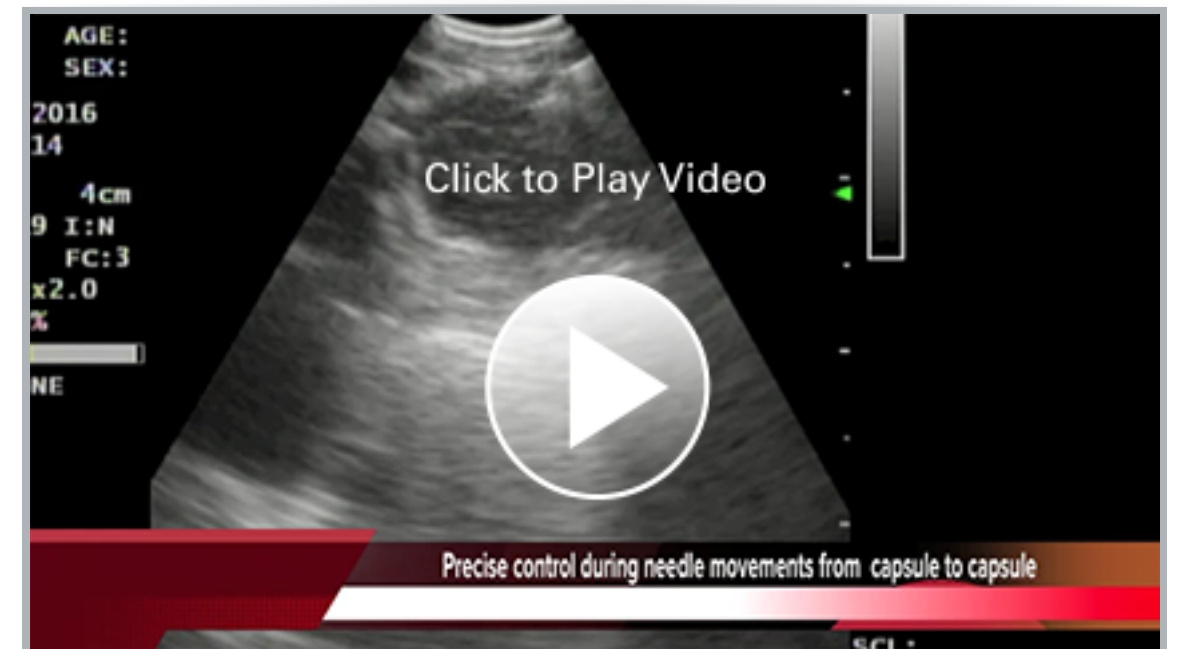 AGE:
SEX:
2016
14
4cm
9 I:N
FC:3
x2.0
%
NE
Click to Play Video
Precise control during needle movements from capsule to capsule
SCL: